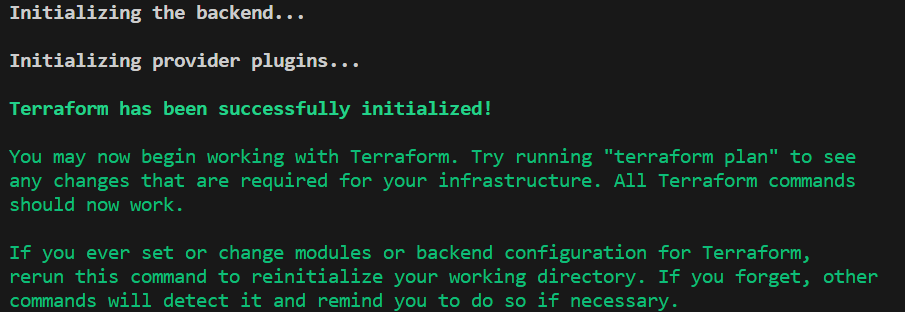 Initializing the backend...
Initializing provider plugins...
Terraform has been successfully initialized!
You may now begin working with Terraform. Try running "terraform plan" to see
any changes that are required for your infrastructure. All Terraform commands
should now work.
If you ever set or change modules or backend configuration for Terraform,
rerun this command to reinitialize your working directory. If you forget, other
commands will detect it and remind you to do so if necessary.